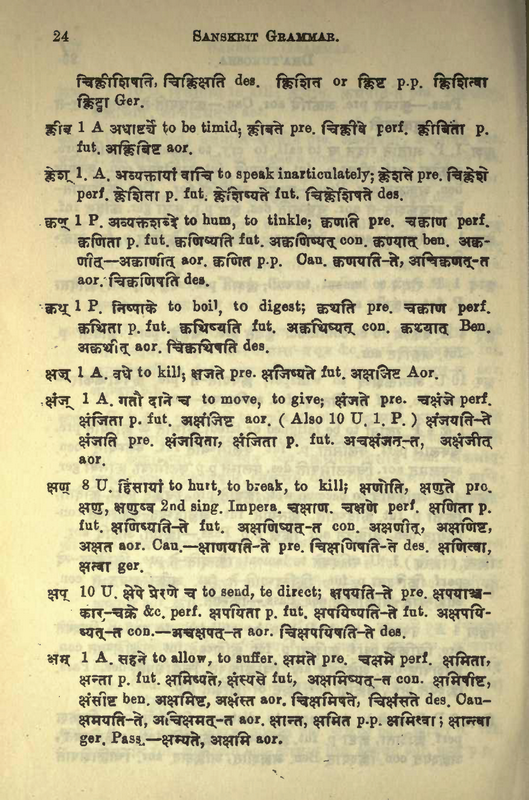 24 SANSKRIT GRAMMAR.
चिक्लीशिषति, चिक्लिक्षति des. क्लिशित or क्लिष्ट p.p. क्लिशित्वा
क्लिष्ट्वा Ger.
क्लीब 1 A अधाष्टर्ये to be timid; क्लीबते pre. चिक्लीबे perf. क्लीबिता p.
fut. अक्लिबिष्ट aor.
क्लेश् 1 A. अव्यक्तायां वाचि to speak inarticulately; क्लेशते pre. चिक्लेशे
perf. क्लेशिता p. fut. क्लेशिष्यते fut. चिक्लेशिषते des.
क्वण् 1 P. अव्यक्तशब्दे to hum, to tinkle; क्वणति pre. चक्वाण perf.
क्वणिता p. fut. क्वणिष्यति fut. अक्वणिष्यत् con. क्वण्यात् ben. अक्व-
णीत्—अक्वाणीत् aor. क्वणित p.p. Cau. क्वणयति-ते, अचिक्वणत्-त
aor. चिक्वणिषति des.
क्वथ् 1 P. निष्पाके to boil, to digest; क्वथति pre. चक्वाण perf.
क्वथिता p. fut. क्वथिष्यति fut. अक्वथिष्यत् con. क्वथ्यात् Ben.
अक्वथीत् aor. चिक्वथिषति des.
क्षज् 1 A. वधे to kill; क्षजते pre. क्षजिष्यते fut. अक्षजिष्ट Aor.
क्षंज् 1 A. गतौ दाने च to move, to give; क्षंजते pre. चक्षंजे perf.
क्षंजिता p. fut. अक्षंजिष्ट aor. ( Also 10 U. 1. P. ) क्षंजयति-ते
क्षंजति pre. क्षंजयिता, क्षंजिता p. fut. अचक्षंजत्-त, अक्षंजीत्
aor.
क्षण् 8 U. हिंसायां to hurt, to break, to kill; क्षणोति, क्षणुते pre.
क्षणु, क्षणुष्व 2nd sing. Impera. चक्षाण. चक्षणे perf. क्षणिता p.
fut. क्षणिष्यति-ते fut. अक्षणिष्यत्-त con. अक्षणीत्, अक्षणिष्ट,
अक्षत aor. Cau.—क्षाणयति-ते pre. चिक्षणिषति-ते des. क्षणित्वा,
क्षत्वा ger.
क्षप् 10 U. क्षेपे प्रेरणे च to send, te direct; क्षपयति-ते pre. क्षपयाञ्च-
कार-चक्रे &c. perf. क्षपयिता p. fut. क्षपयिष्यति-ते fut. अक्षपयि-
ष्यत्-त con.—अचक्षपत्-त aor. चिक्षपयिषति-ते des.
क्षम् 1 A. सहने to allow, to suffer. क्षमते pre. चक्षमे perf. क्षमिता,
क्षन्ता p. fut. क्षमिष्यते, क्षंस्यसे fut, अक्षमिष्यत्-त con. क्षमिषीष्ट,
क्षंसीष्ट ben. अक्षमिष्ट, अक्षंस्त aor. चिक्षमिषते, चिक्षंसते des. Cau-
क्षमयति-ते, अचिक्षमत्-त aor. क्षान्त, क्षमित p.p. क्षमित्वा; क्षान्त्वा
ger. Pass.—क्षम्यते, अक्षमि aor.